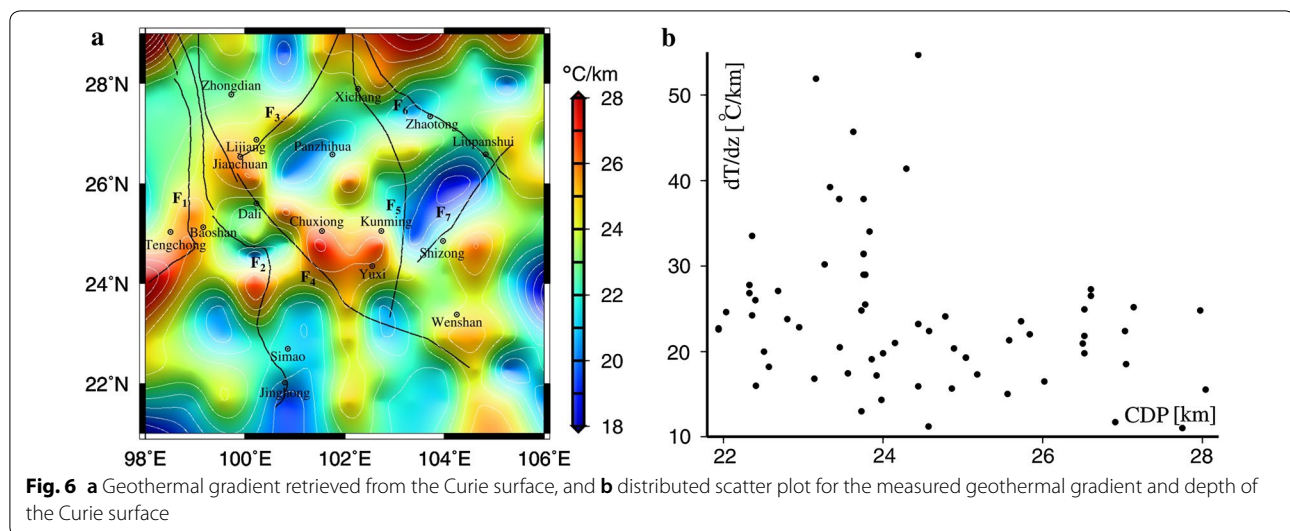 a
b
°C/km
28°N
26°N
24°N
22°N
98°E
100°E
102°E
104°E
106°E
28
26
24
22
20
18
Zhongdian
Xichang
F3
F6
Zhaotong
Lijiang
Jianchuan
Panzhihua
Liupanshui
F1
F5
F7
Dali
Chuxiong
Kunming
Baoshan
Tengchong
F2
F4
Yuxi
Shizong
Wenshan
Simao
Jinghong
dT/dz [°C/km]
50
40
30
20
10
CDP [km]
22
24
26
28
Fig. 6 a Geothermal gradient retrieved from the Curie surface, and b distributed scatter plot for the measured geothermal gradient and depth of
the Curie surface